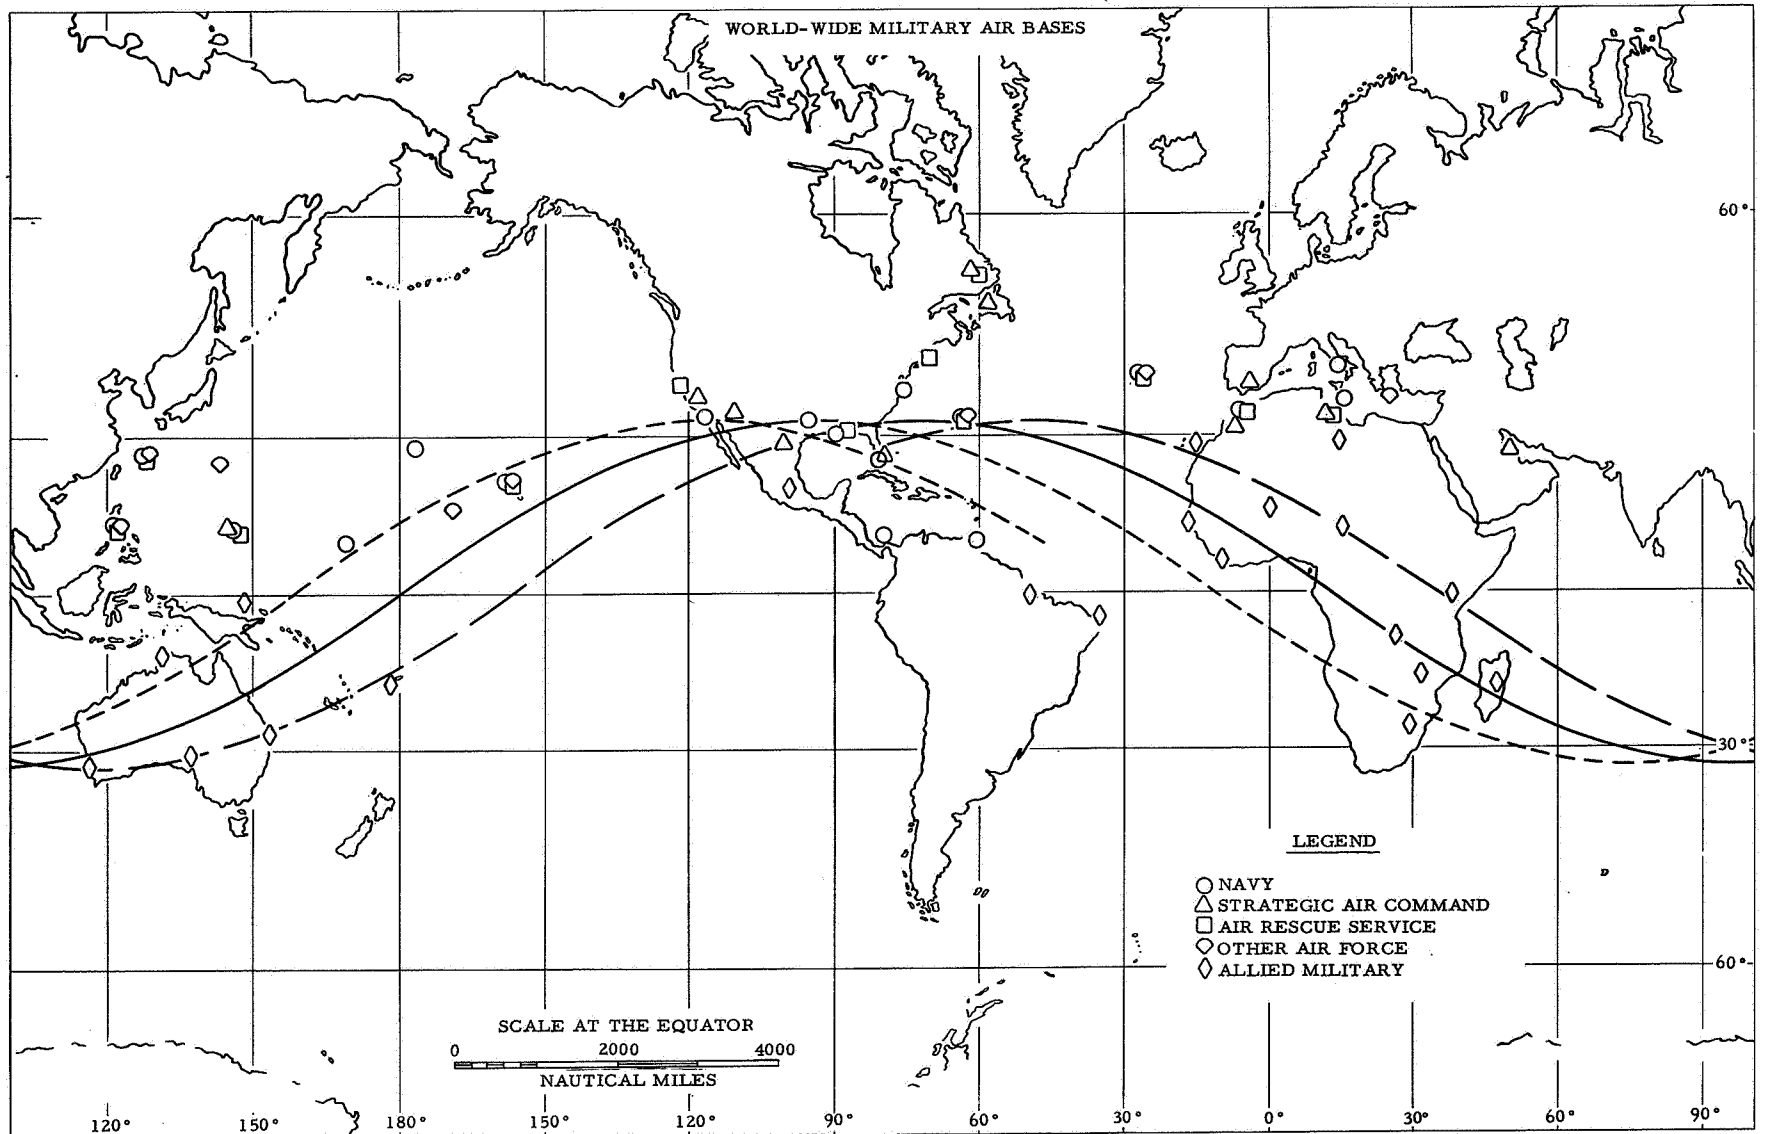 WORLD-WIDE MILITARY AIR BASES
60°
30°
LEGEND
NAVY
STRATEGIC AIR COMMAND
AIR RESCUE SERVICE
OTHER AIR FORCE
ALLIED MILITARY
60°
SCALE AT THE EQUATOR
0 2000 4000
NAUTICAL MILES
120° 150° 180° 150° 120° 90° 60° 30° 0° 30° 60° 90°